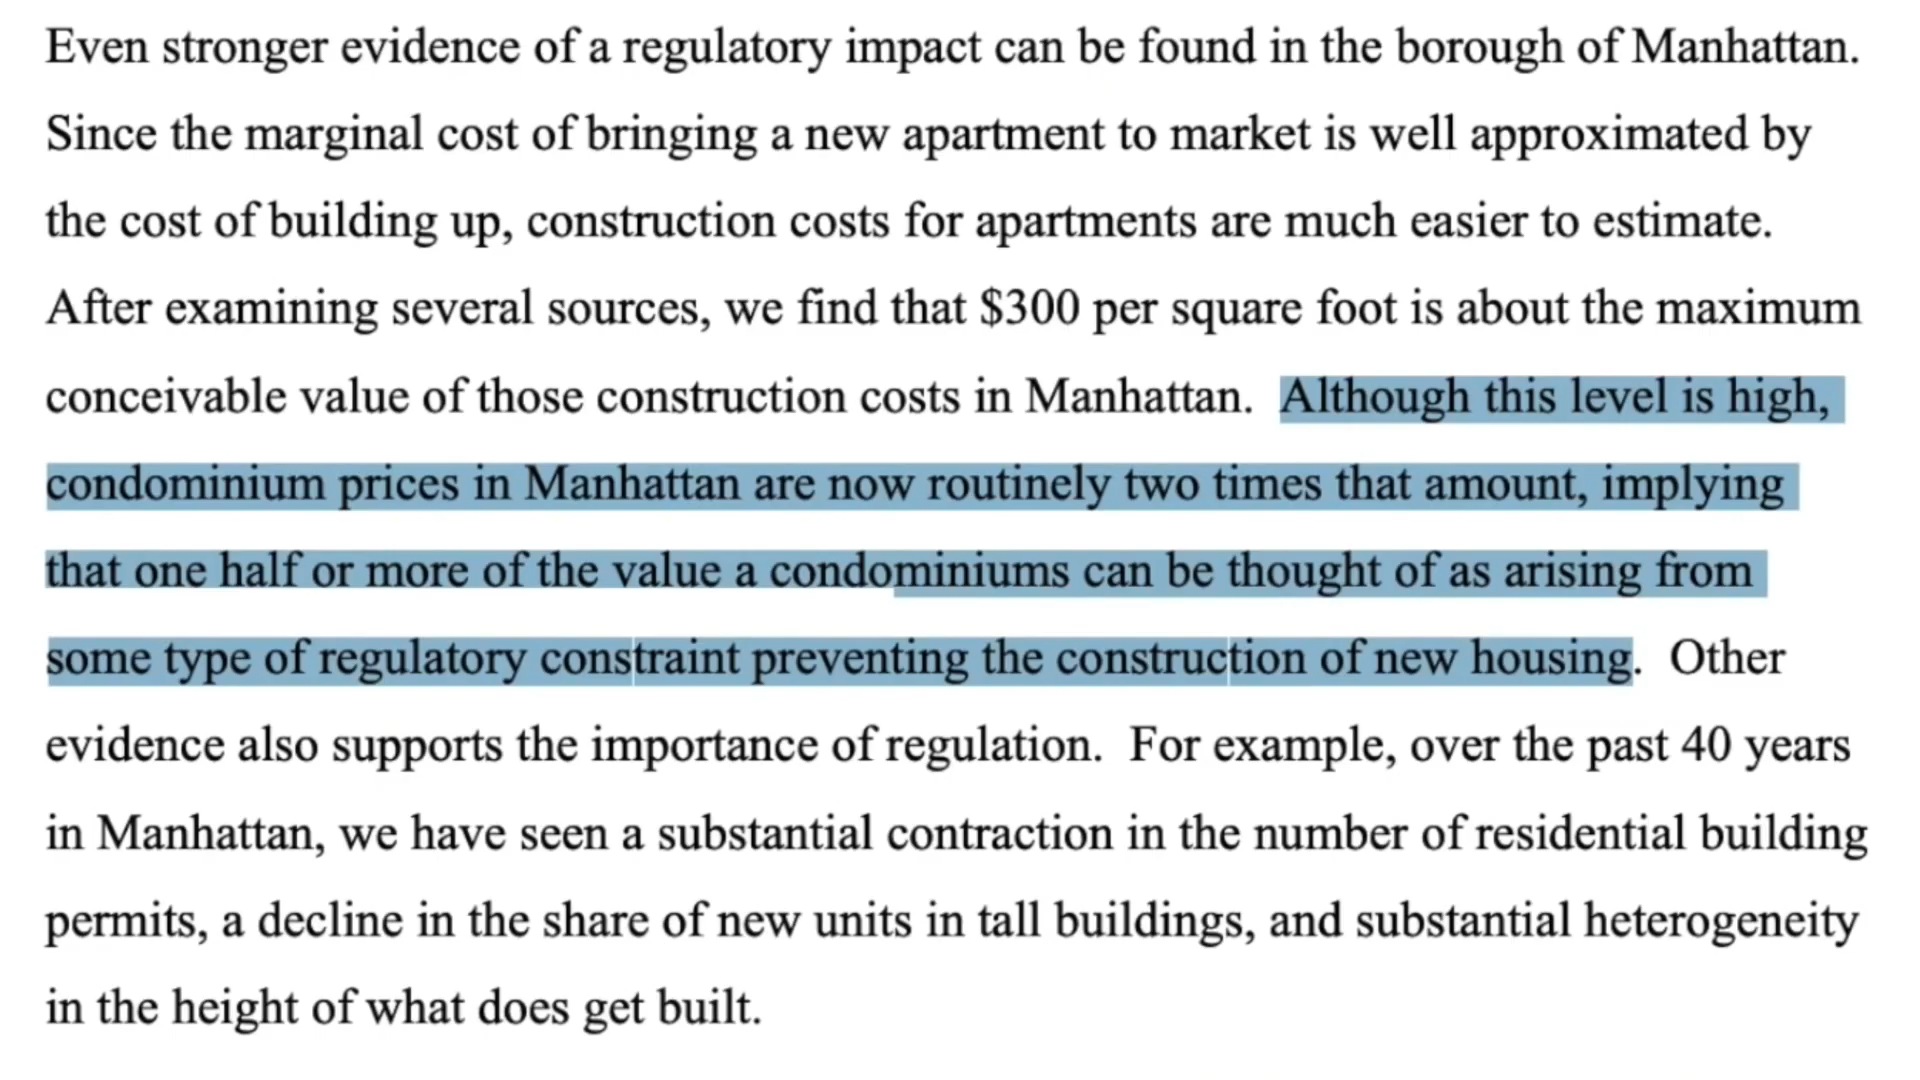 Even stronger evidence of a regulatory impact can be found in the borough of Manhattan.
Since the marginal cost of bringing a new apartment to market is well approximated by
the cost of building up, construction costs for apartments are much easier to estimate.
After examining several sources, we find that $300 per square foot is about the maximum
conceivable value of those construction costs in Manhattan.  Although this level is high,
condominium prices in Manhattan are now routinely two times that amount, implying
that one half or more of the value a condominiums can be thought of as arising from
some type of regulatory constraint preventing the construction of new housing.  Other
evidence also supports the importance of regulation.  For example, over the past 40 years
in Manhattan, we have seen a substantial contraction in the number of residential building
permits, a decline in the share of new units in tall buildings, and substantial heterogeneity
in the height of what does get built.